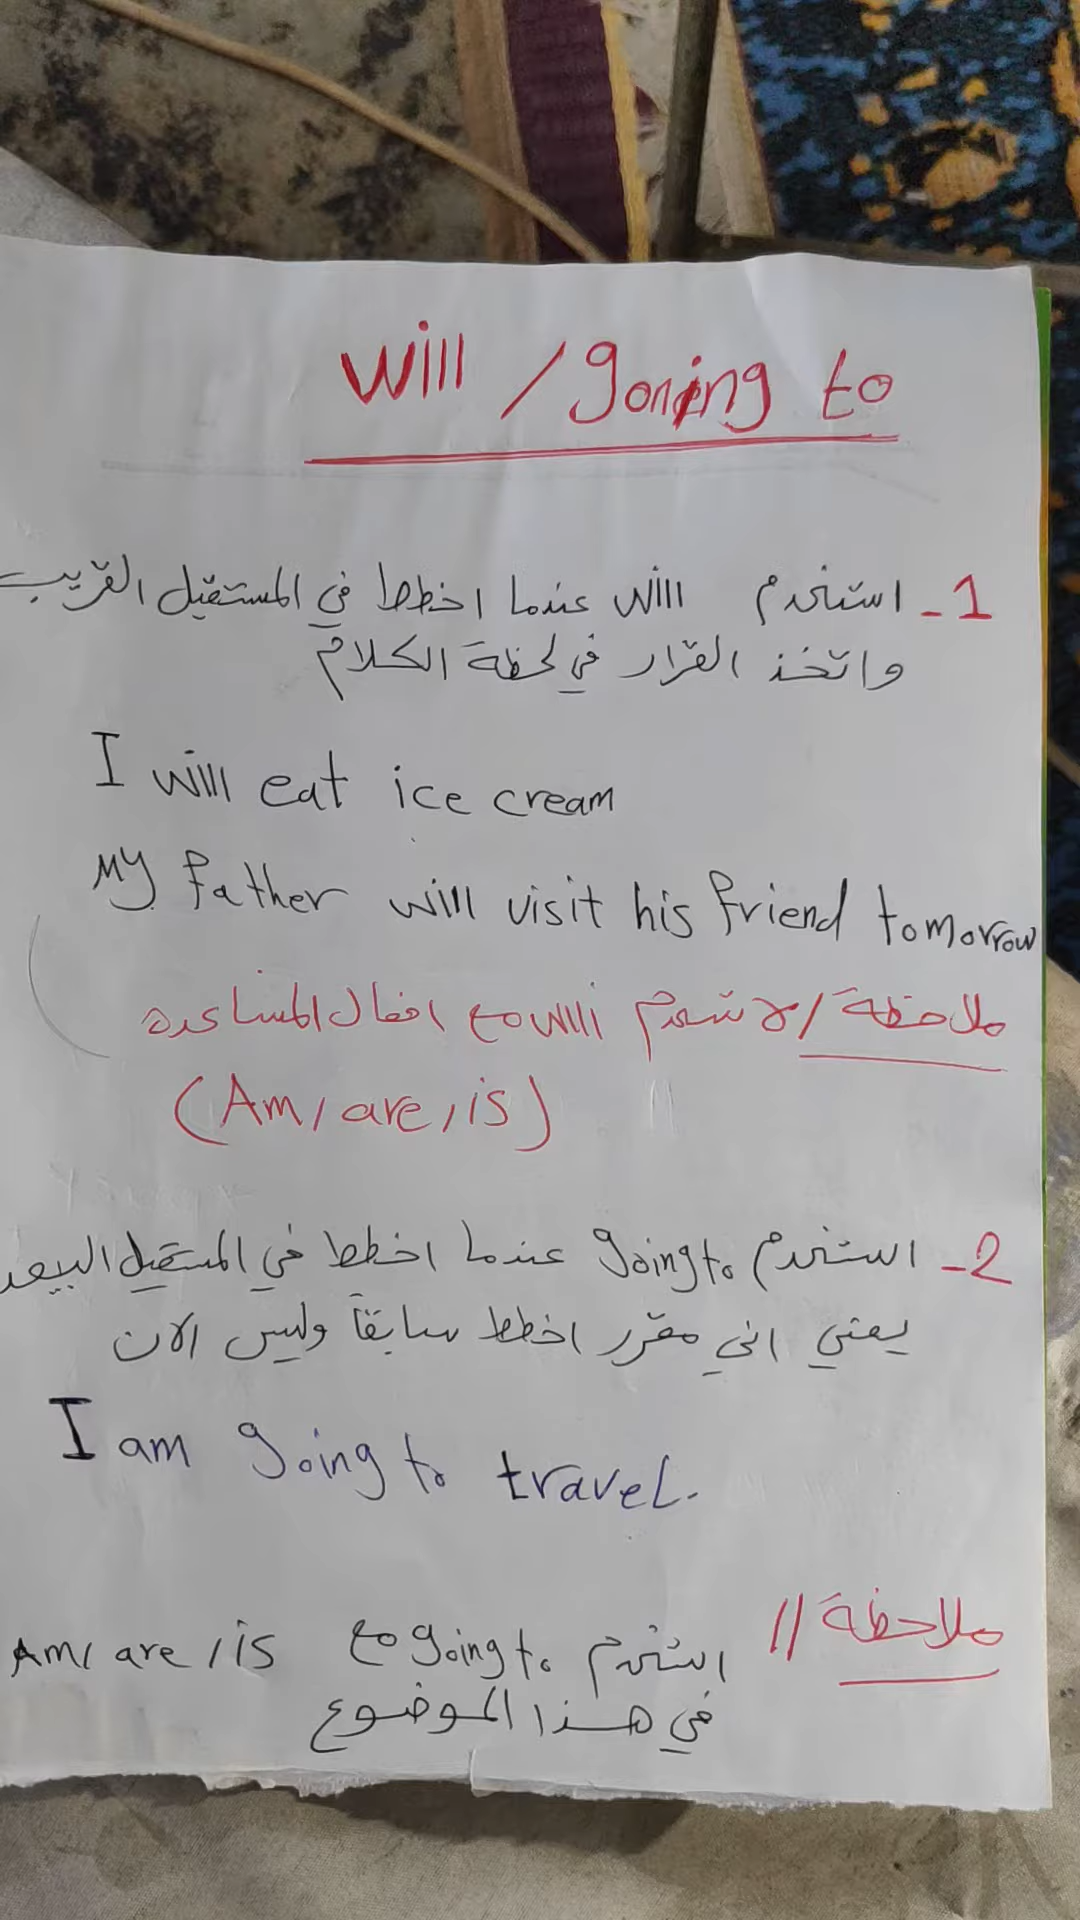 will / going to
1- استخدم will عندما اخطط في المستقبل القريب
واتخذ القرار في لحظة الكلام
I will eat ice cream
My father will visit his friend tomorrow
ملاحظة / لا تستخدم will مع افعال المساعدة
(Am / are / is)
2- استخدم going to عندما اخطط في المستقبل البعيد
يعني اني مقرر اخطط سابقاً وليس الان
I am going to travel.
ملاحظة //
استخدم going to مع Am / are / is
في هذا الموضوع